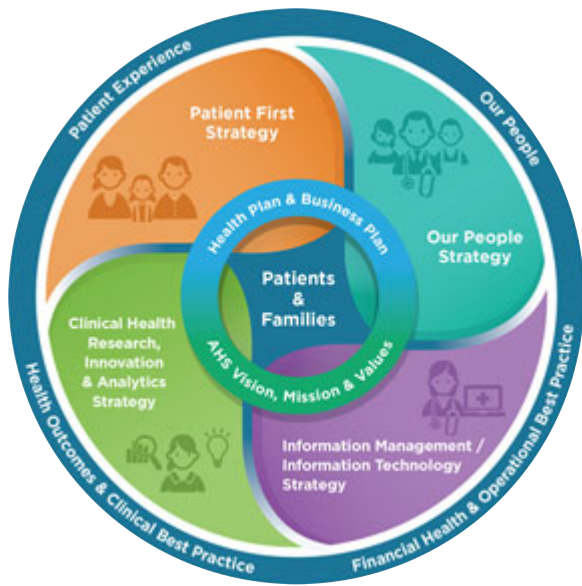 Patient Experience
Our People
Patient First
Strategy
Our People
Strategy
Health Plan & Business Plan
Patients
&
Families
AHS Vision, Mission & Values
Clinical Health
Research,
Innovation
& Analytics
Strategy
Information Management /
Information Technology
Strategy
Health Outcomes & Clinical Best Practice
Financial Health & Operational Best Practice